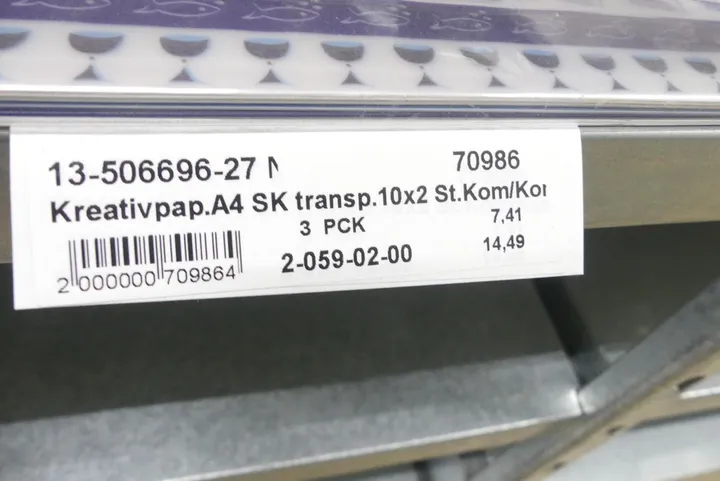 13-506696-27 N 70986
Kreativpap.A4 SK transp.10x2 St.Kom/Kon
3 PCK 7,41
2-059-02-00 14,49
2 000000 709864